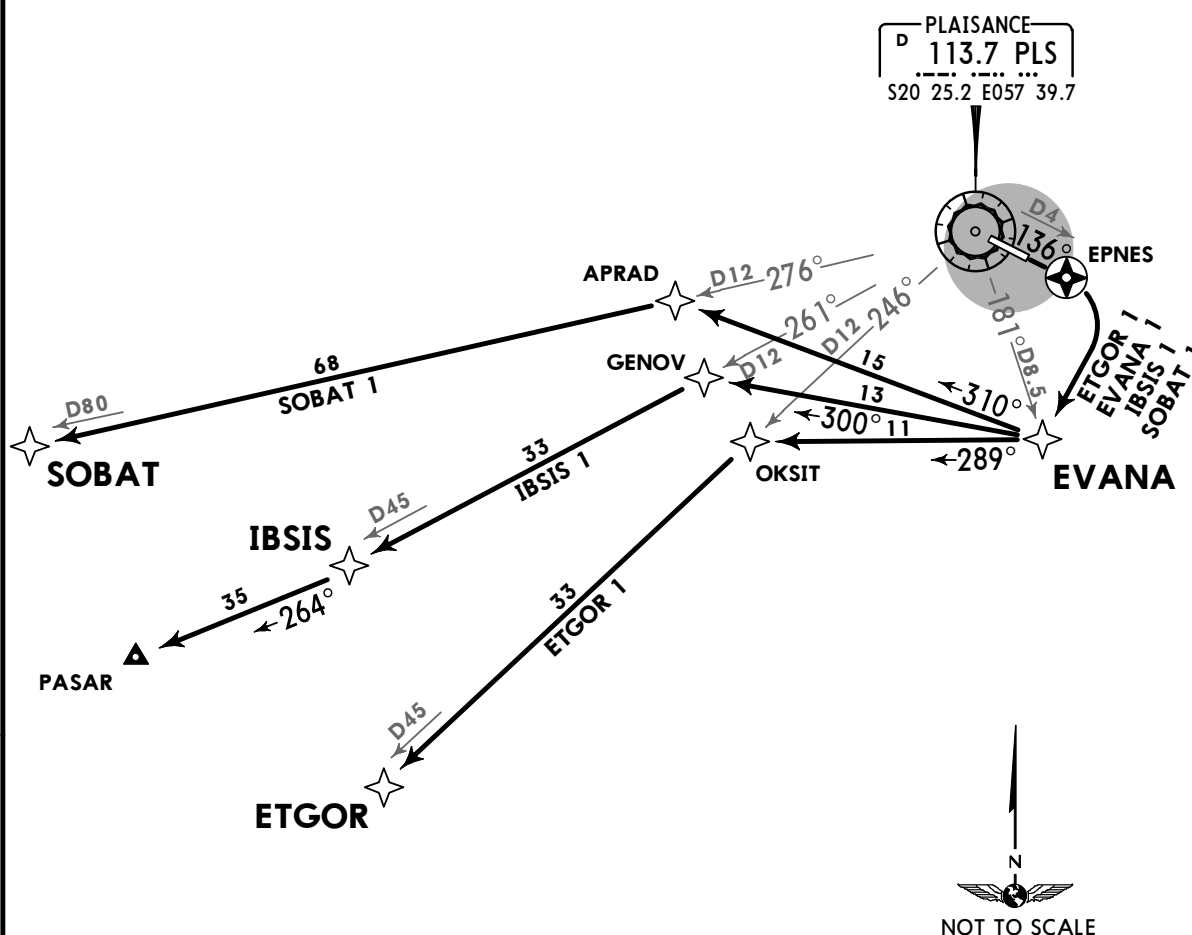 PLAISANCE
D 113.7 PLS
S20 25.2 E057 39.7
D4
136°
EPNES
APRAD
D12 276°
261°
D12
D12 246°
181° D8.5
ETGOR 1
EVANA 1
IBSIS 1
SOBAT 1
GENOV
15
310°
13
300°
11
289°
OKSIT
EVANA
68
SOBAT 1
D80
SOBAT
33
IBSIS 1
D45
IBSIS
35
264°
PASAR
33
ETGOR 1
D45
ETGOR
N
NOT TO SCALE